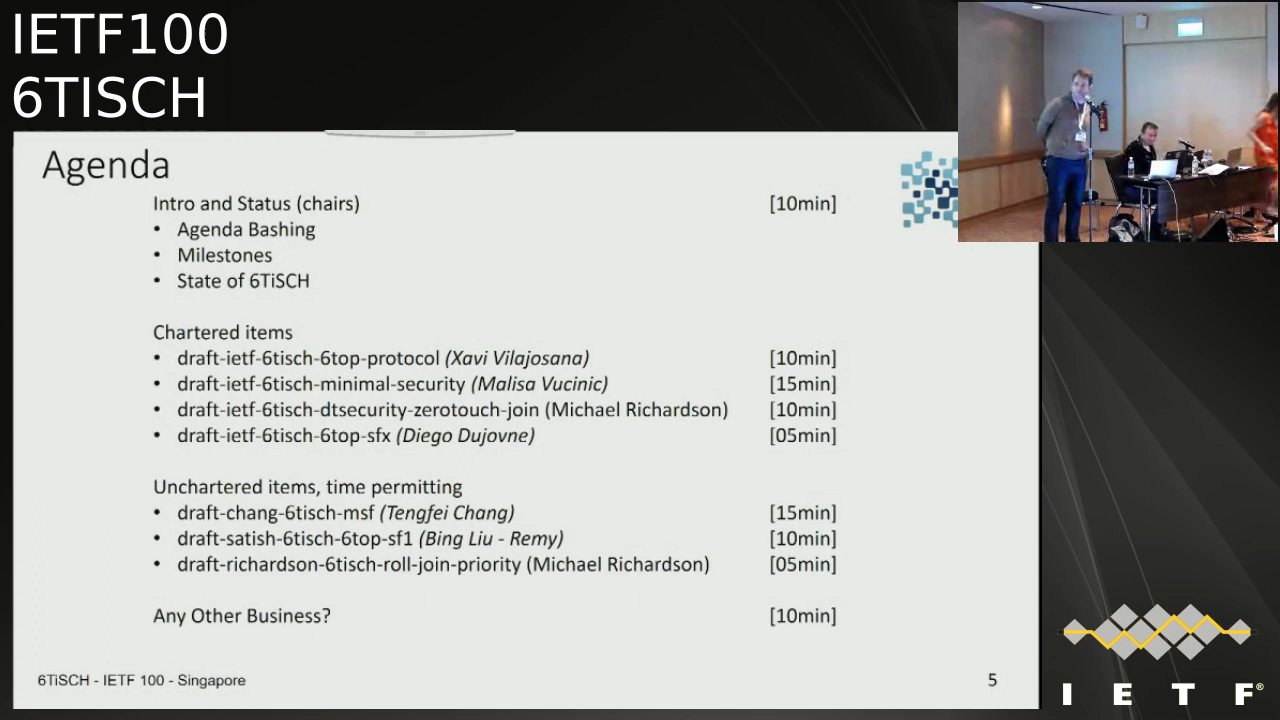 IETF100
6TISCH
Agenda
Intro and Status (chairs) [10min]
• Agenda Bashing
• Milestones
• State of 6TiSCH
Chartered items
• draft-ietf-6tisch-6top-protocol (Xavi Vilajosana) [10min]
• draft-ietf-6tisch-minimal-security (Malisa Vucinic) [15min]
• draft-ietf-6tisch-dtsecurity-zerotouch-join (Michael Richardson) [10min]
• draft-ietf-6tisch-6top-sfx (Diego Dujovne) [05min]
Unchartered items, time permitting
• draft-chang-6tisch-msf (Tengfei Chang) [15min]
• draft-satish-6tisch-6top-sf1 (Bing Liu - Remy) [10min]
• draft-richardson-6tisch-roll-join-priority (Michael Richardson) [05min]
Any Other Business? [10min]
6TiSCH - IETF 100 - Singapore 5
I E T F®